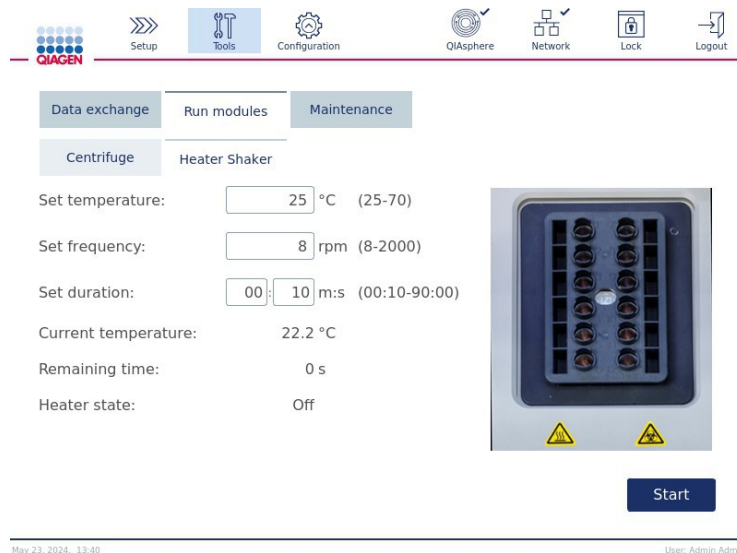 Setup
Tools
Configuration
QIAsphere
Network
Lock
Logout
QIAGEN
Data exchange
Run modules
Maintenance
Centrifuge
Heater Shaker
Set temperature: 25 °C (25-70)
Set frequency: 8 rpm (8-2000)
Set duration: 00 : 10 m:s (00:10-90:00)
Current temperature: 22.2 °C
Remaining time: 0 s
Heater state: Off
Start
May 23, 2024, 13:40
User: Admin Adm